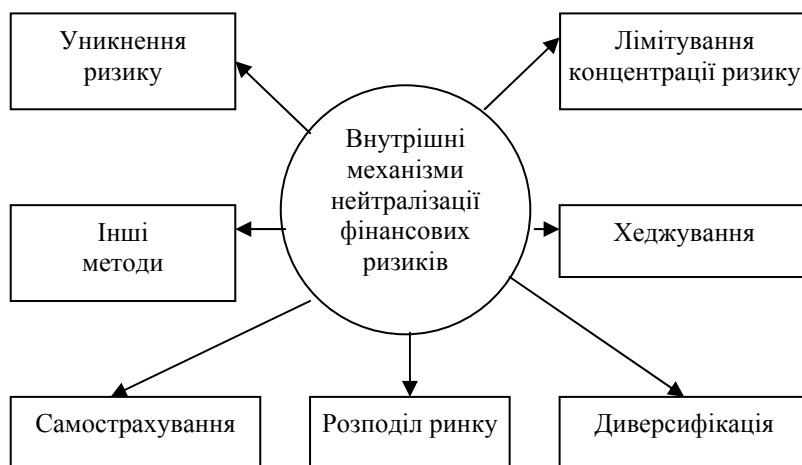 Уникнення
ризику
Лімітування
концентрації ризику
Внутрішні
механізми
нейтралізації
фінансових
ризиків
Інші
методи
Хеджування
Самострахування
Розподіл ринку
Диверсифікація